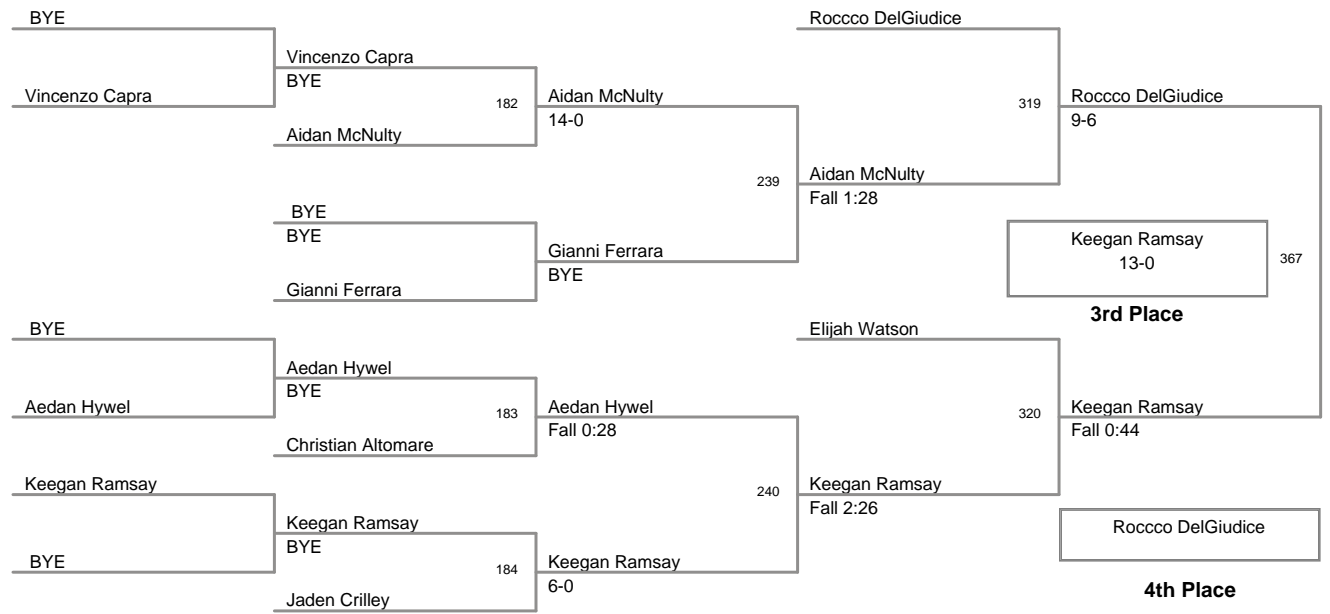 BYE
Roccco DelGiudice
Vincenzo Capra
BYE
Vincenzo Capra
182
Aidan McNulty
14-0
319
Roccco DelGiudice
9-6
Aidan McNulty
239
Aidan McNulty
Fall 1:28
BYE
BYE
Gianni Ferrara
BYE
Keegan Ramsay
13-0
367
Gianni Ferrara
3rd Place
BYE
Elijah Watson
Aedan Hywel
BYE
Aedan Hywel
183
Aedan Hywel
Fall 0:28
320
Keegan Ramsay
Fall 0:44
Christian Altomare
Keegan Ramsay
240
Keegan Ramsay
Fall 2:26
Keegan Ramsay
BYE
Roccco DelGiudice
BYE
184
Keegan Ramsay
6-0
4th Place
Jaden Crilley